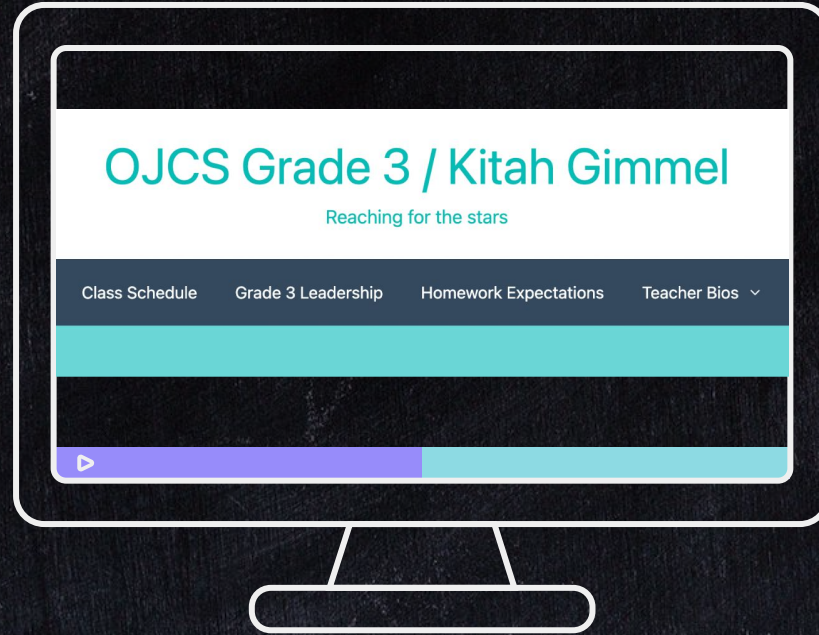 OJCS Grade 3 / Kitah Gimmel
Reaching for the stars
Class Schedule Grade 3 Leadership Homework Expectations Teacher Bios